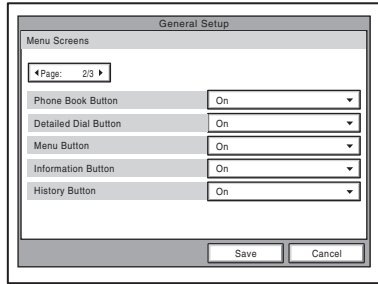 General Setup
Menu Screens
Page: 2/3
Phone Book Button On
Detailed Dial Button On
Menu Button On
Information Button On
History Button On
Save Cancel